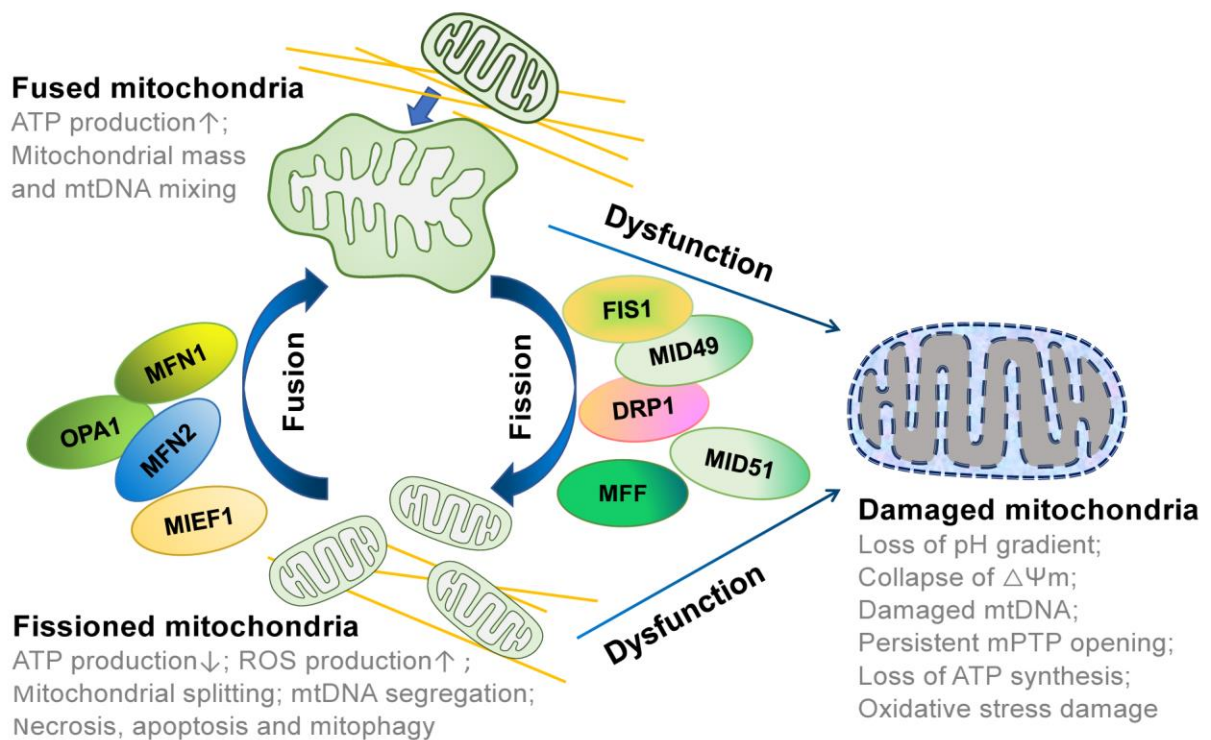 Fused mitochondria
ATP production↑;
Mitochondrial mass
and mtDNA mixing
Dysfunction
FIS1
MID49
DRP1
MID51
MFF
Fission
Fusion
MFN1
OPA1
MFN2
MIEF1
Fissioned mitochondria
ATP production↓; ROS production↑ ;
Mitochondrial splitting; mtDNA segregation;
Necrosis, apoptosis and mitophagy
Dysfunction
Damaged mitochondria
Loss of pH gradient;
Collapse of △Ψm;
Damaged mtDNA;
Persistent mPTP opening;
Loss of ATP synthesis;
Oxidative stress damage